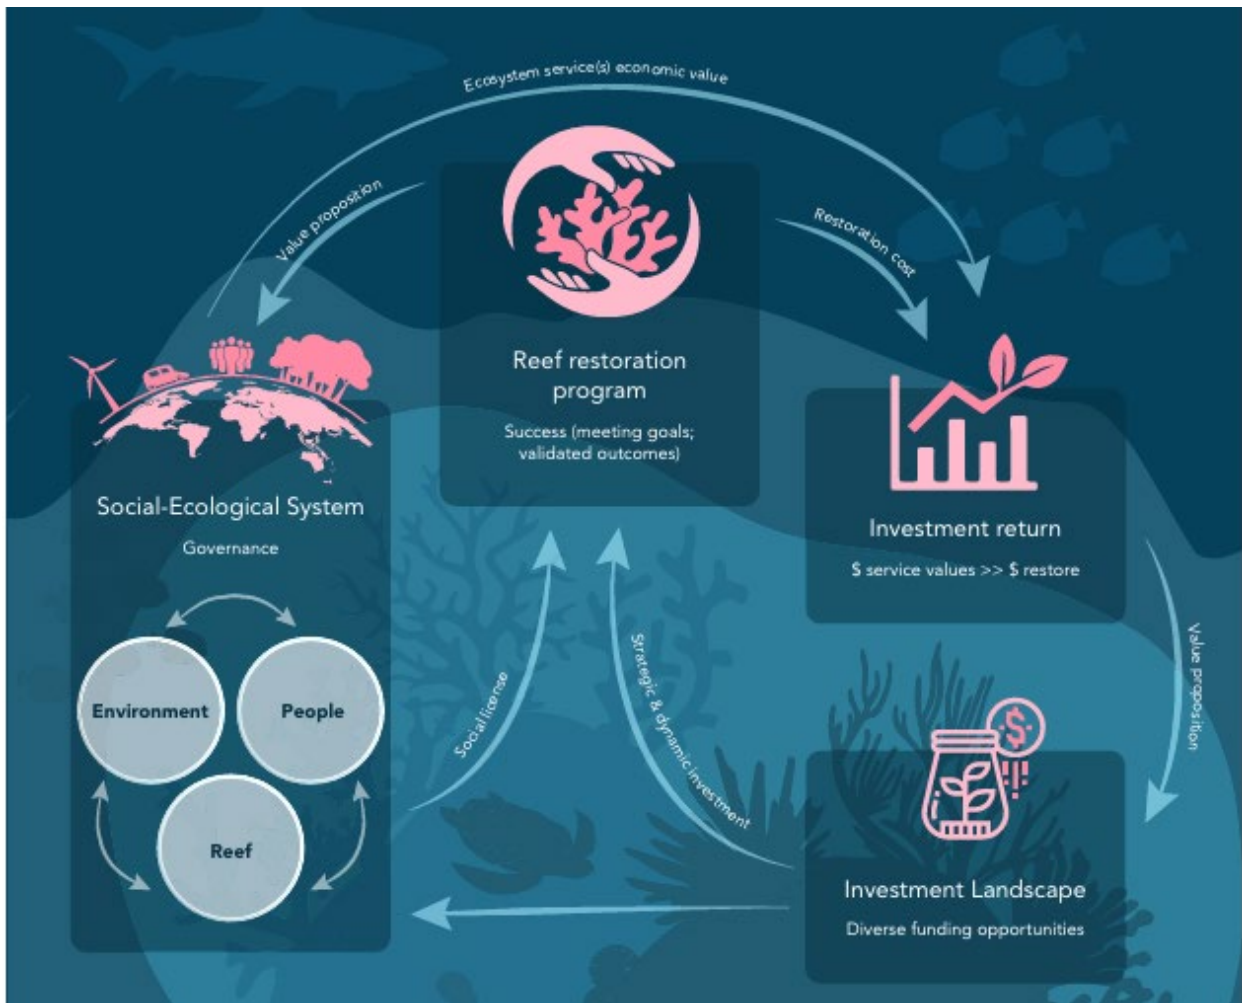 Ecosystem service(s) economic value
Value proposition
Restoration cost
Reef restoration
program
Success (meeting goals;
validated outcomes)
Social-Ecological System
Governance
Environment
People
Reef
Investment return
$ service values >> $ restore
Social license
Strategic & dynamic investment
Value proposition
Investment Landscape
Diverse funding opportunities